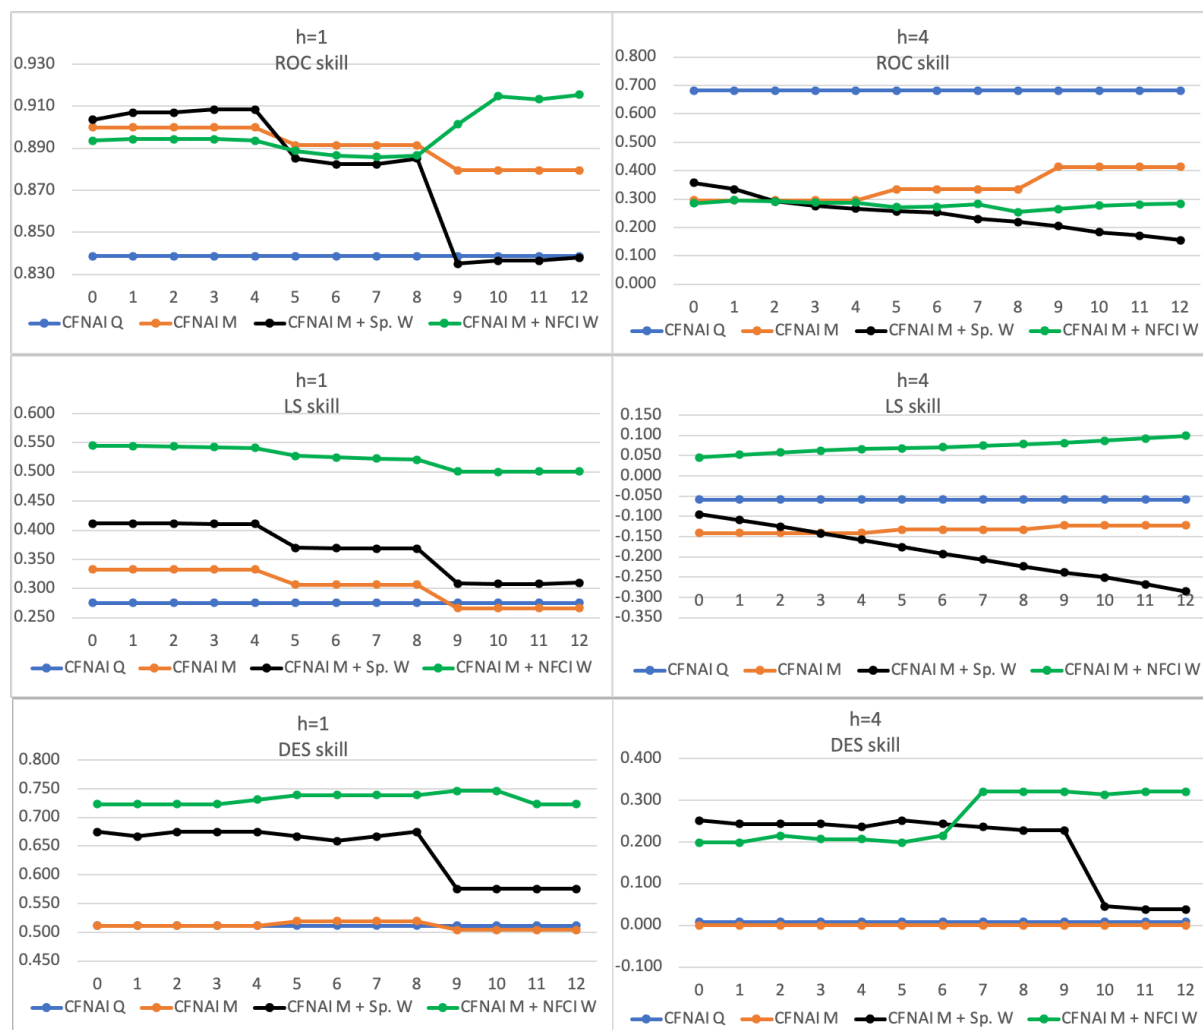 h=1
ROC skill
0.930
0.910
0.890
0.870
0.850
0.830
0 1 2 3 4 5 6 7 8 9 10 11 12
CFNAI Q CFNAI M CFNAI M + Sp. W CFNAI M + NFCI W
h=4
ROC skill
0.800
0.700
0.600
0.500
0.400
0.300
0.200
0.100
0.000
0 1 2 3 4 5 6 7 8 9 10 11 12
CFNAI Q CFNAI M CFNAI M + Sp. W CFNAI M + NFCI W
h=1
LS skill
0.600
0.550
0.500
0.450
0.400
0.350
0.300
0.250
0 1 2 3 4 5 6 7 8 9 10 11 12
CFNAI Q CFNAI M CFNAI M + Sp. W CFNAI M + NFCI W
h=4
LS skill
0.150
0.100
0.050
0.000
-0.050
-0.100
-0.150
-0.200
-0.250
-0.300
-0.350
0 1 2 3 4 5 6 7 8 9 10 11 12
CFNAI Q CFNAI M CFNAI M + Sp. W CFNAI M + NFCI W
h=1
DES skill
0.800
0.750
0.700
0.650
0.600
0.550
0.500
0.450
0 1 2 3 4 5 6 7 8 9 10 11 12
CFNAI Q CFNAI M CFNAI M + Sp. W CFNAI M + NFCI W
h=4
DES skill
0.400
0.300
0.200
0.100
0.000
-0.100
0 1 2 3 4 5 6 7 8 9 10 11 12
CFNAI Q CFNAI M CFNAI M + Sp. W CFNAI M + NFCI W